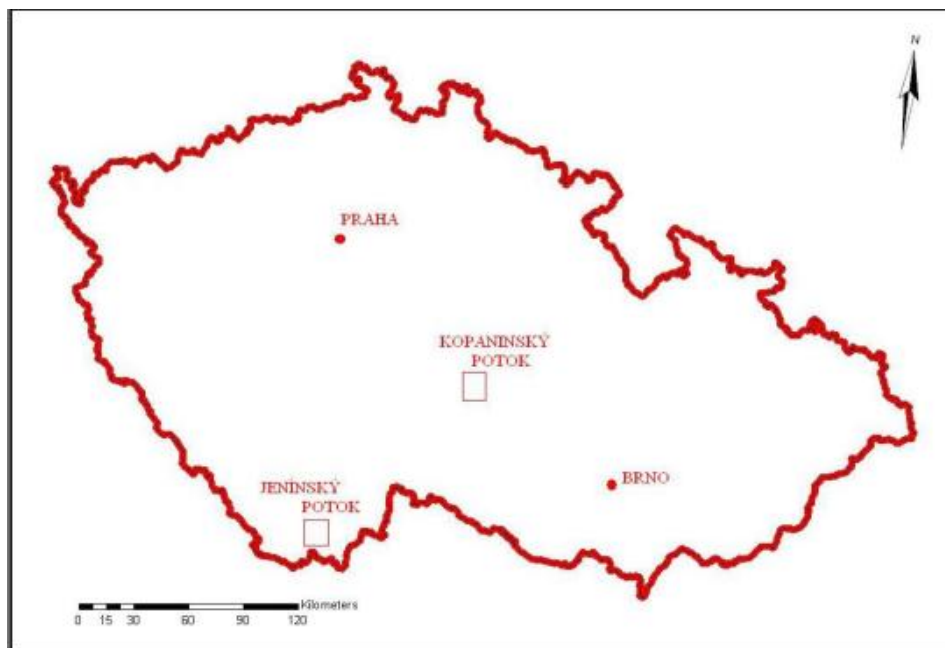 N
PRAHA
KOPANINSKÝ
POTOK
BRNO
JENÍNSKÝ
POTOK
Kilometers
0 15 30 60 90 120